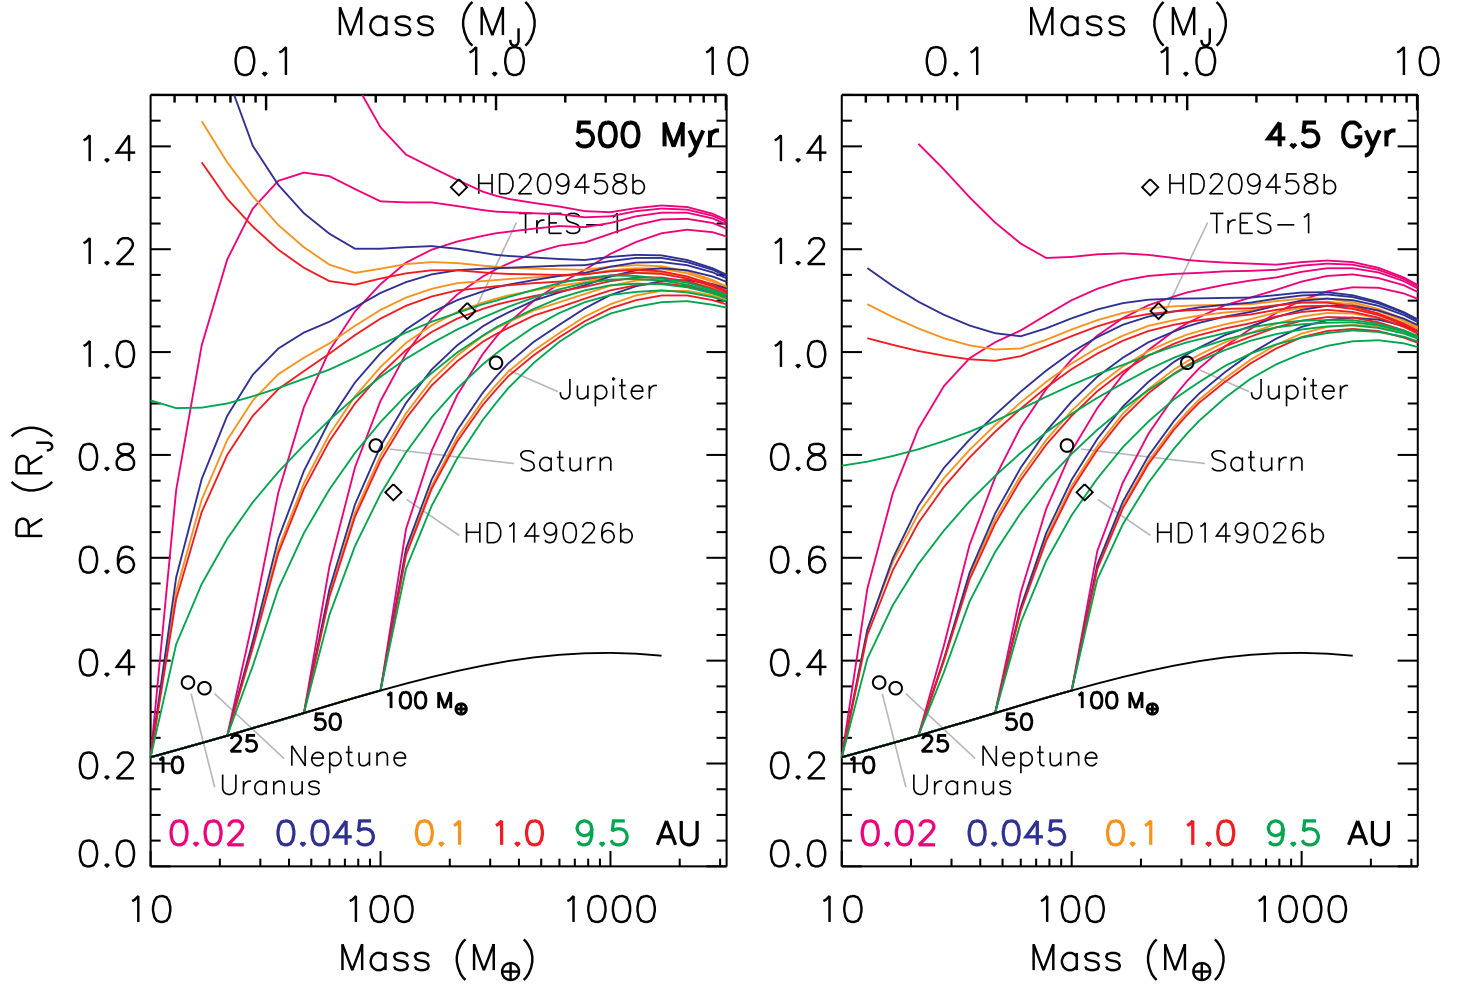 Mass (M_J)
0.1 1.0 10
500 Myr
1.4
HD209458b
TrES−1
1.2
1.0
Jupiter
0.8
Saturn
HD149026b
0.6
R (R_J)
0.4
100 M⊕
50
25
10
Neptune
Uranus
0.2
0.02 0.045 0.1 1.0 9.5 AU
0.0
10 100 1000
Mass (M⊕)
Mass (M_J)
0.1 1.0 10
4.5 Gyr
1.4
HD209458b
TrES−1
1.2
1.0
Jupiter
0.8
Saturn
HD149026b
0.6
0.4
100 M⊕
50
25
10
Neptune
Uranus
0.2
0.02 0.045 0.1 1.0 9.5 AU
0.0
10 100 1000
Mass (M⊕)